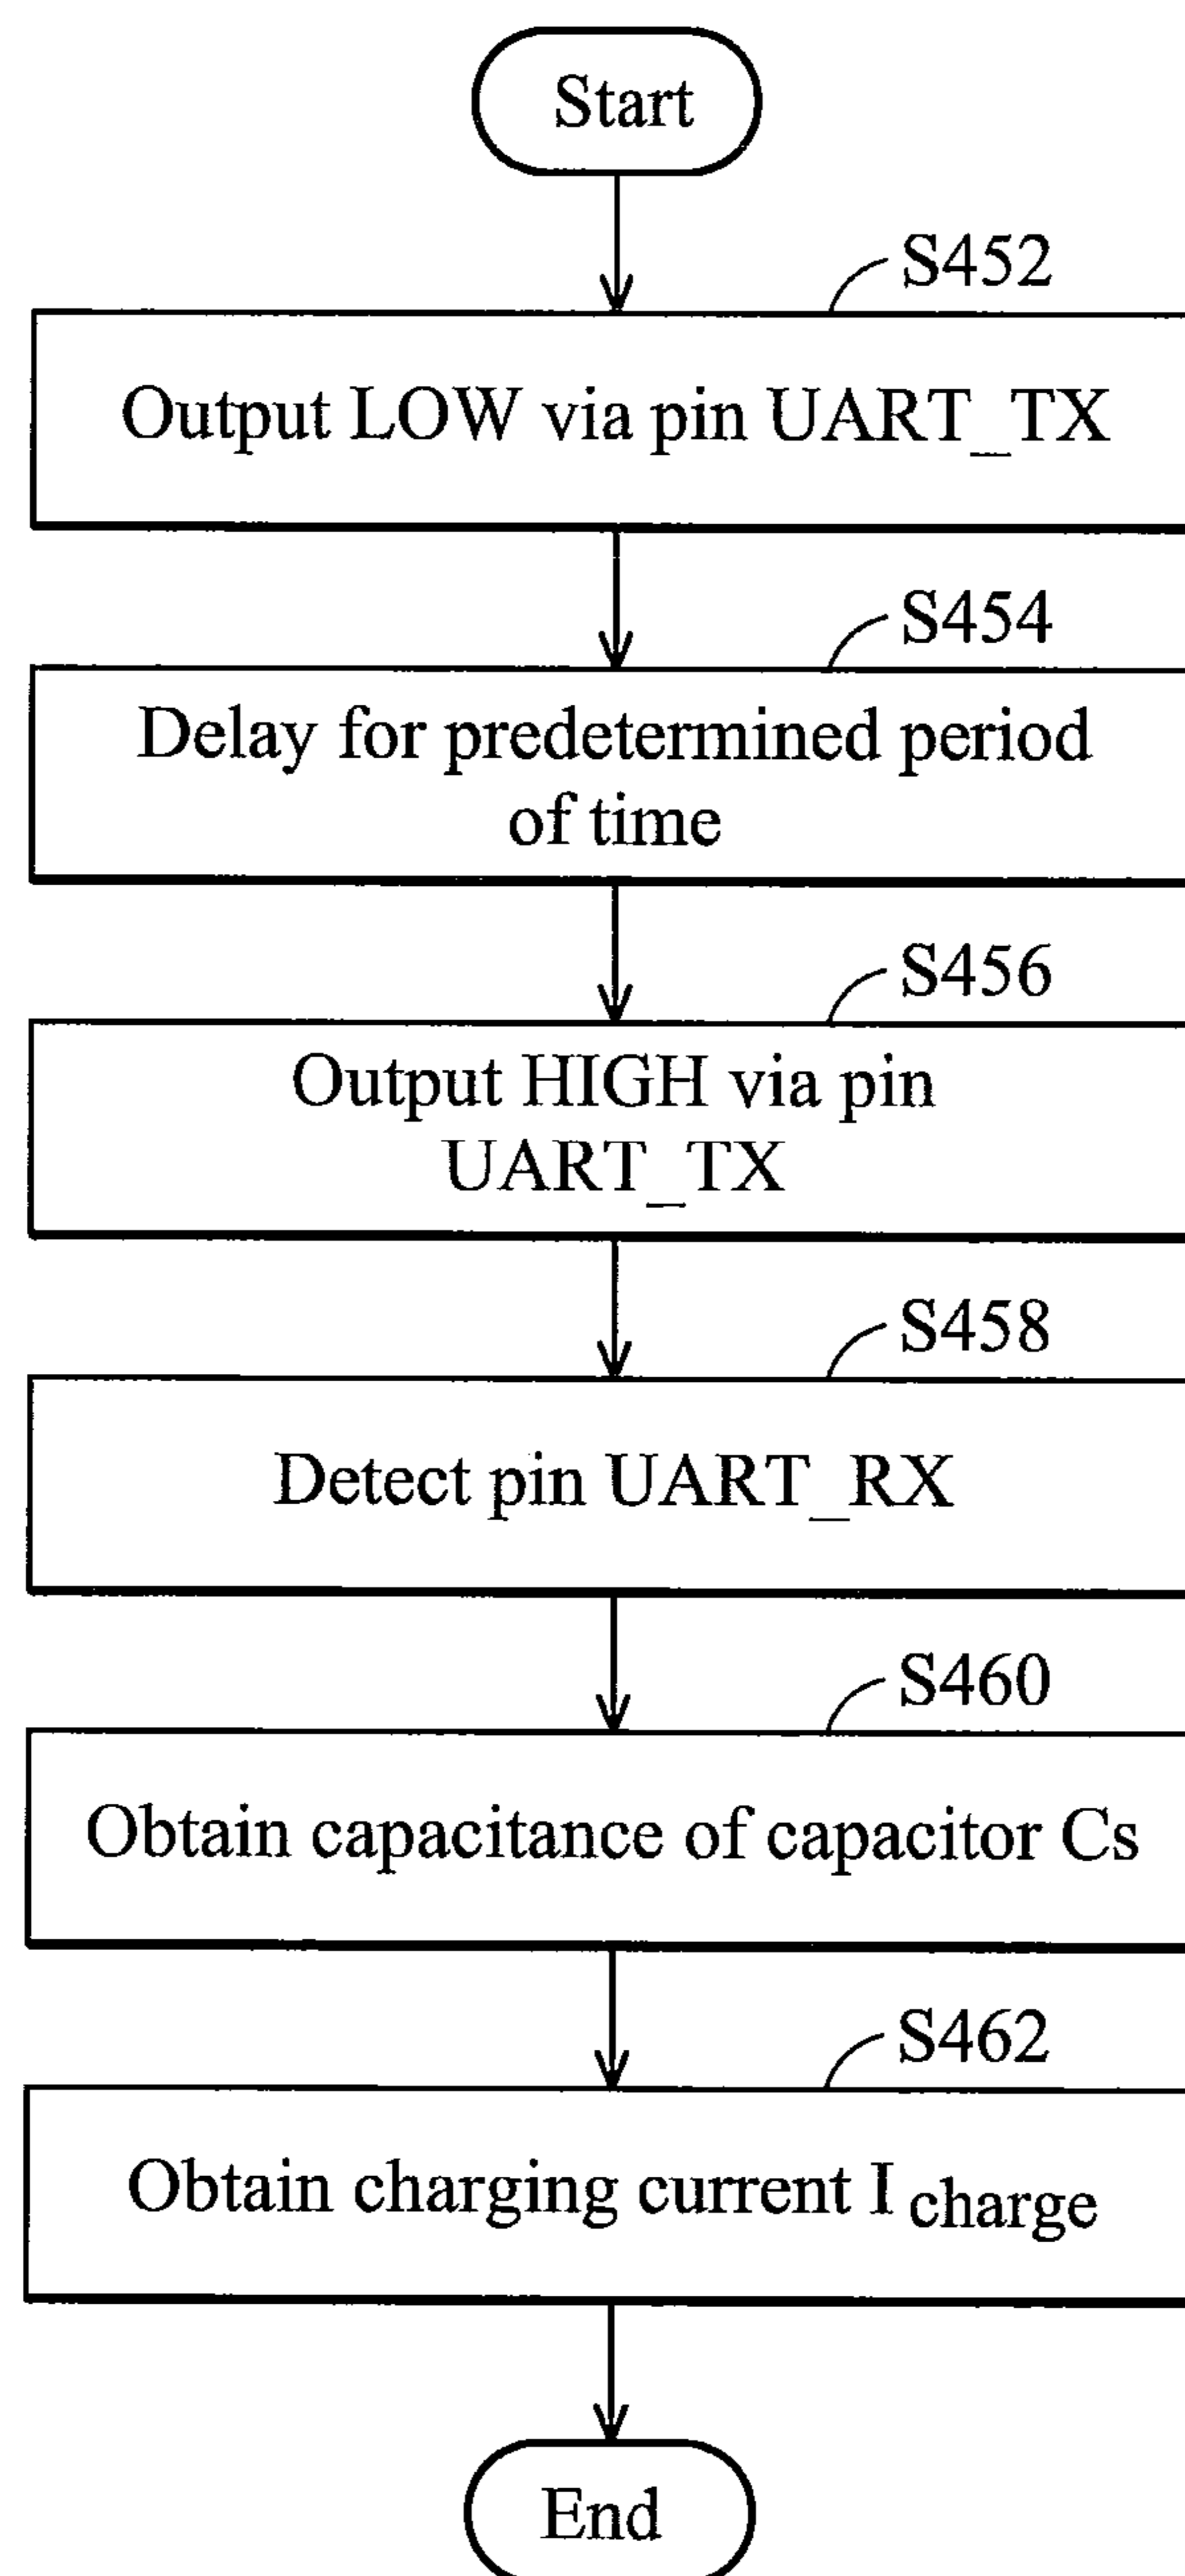 Start
S452
Output LOW via pin UART_TX
S454
Delay for predetermined period
of time
S456
Output HIGH via pin
UART_TX
S458
Detect pin UART_RX
S460
Obtain capacitance of capacitor Cs
S462
Obtain charging current I charge
End